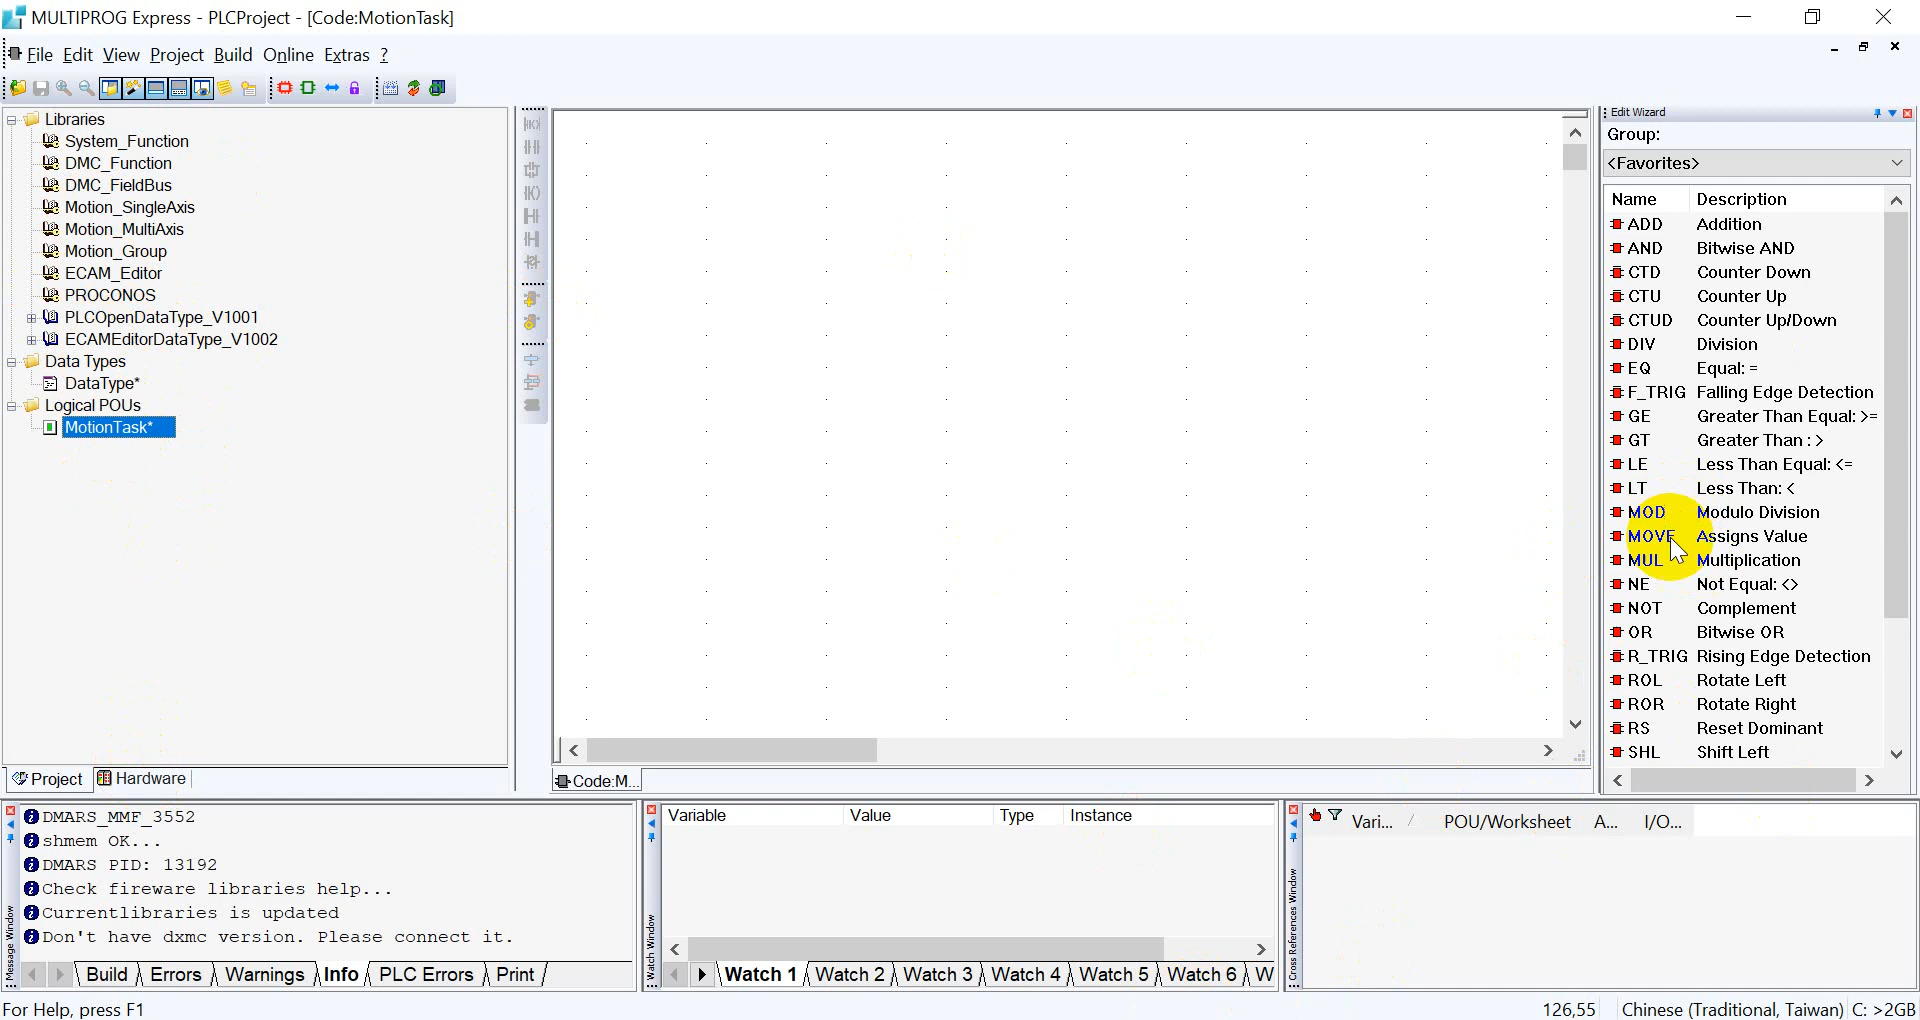 MULTIPROG Express - PLCProject - [Code:MotionTask]
File Edit View Project Build Online Extras ?
Libraries
System_Function
DMC_Function
DMC_FieldBus
Motion_SingleAxis
Motion_MultiAxis
Motion_Group
ECAM_Editor
PROCONOS
PLCOpenDataType_V1001
ECAMEditorDataType_V1002
Data Types
DataType*
Logical POUs
MotionTask*
Project Hardware
Code:M...
Edit Wizard
Group:
<Favorites>
Name Description
ADD Addition
AND Bitwise AND
CTD Counter Down
CTU Counter Up
CTUD Counter Up/Down
DIV Division
EQ Equal: =
F_TRIG Falling Edge Detection
GE Greater Than Equal: >=
GT Greater Than : >
LE Less Than Equal: <=
LT Less Than: <
MOD Modulo Division
MOVE Assigns Value
MUL Multiplication
NE Not Equal: <>
NOT Complement
OR Bitwise OR
R_TRIG Rising Edge Detection
ROL Rotate Left
ROR Rotate Right
RS Reset Dominant
SHL Shift Left
Message Window
DMARS_MMF_3552
shmem OK...
DMARS PID: 13192
Check fireware libraries help...
Currentlibraries is updated
Don't have dxmc version. Please connect it.
Build Errors Warnings Info PLC Errors Print
Watch Window
Variable Value Type Instance
Watch 1 Watch 2 Watch 3 Watch 4 Watch 5 Watch 6 W
Cross References Window
Vari... POU/Worksheet A... I/O...
For Help, press F1
126,55 Chinese (Traditional, Taiwan) C: >2GB